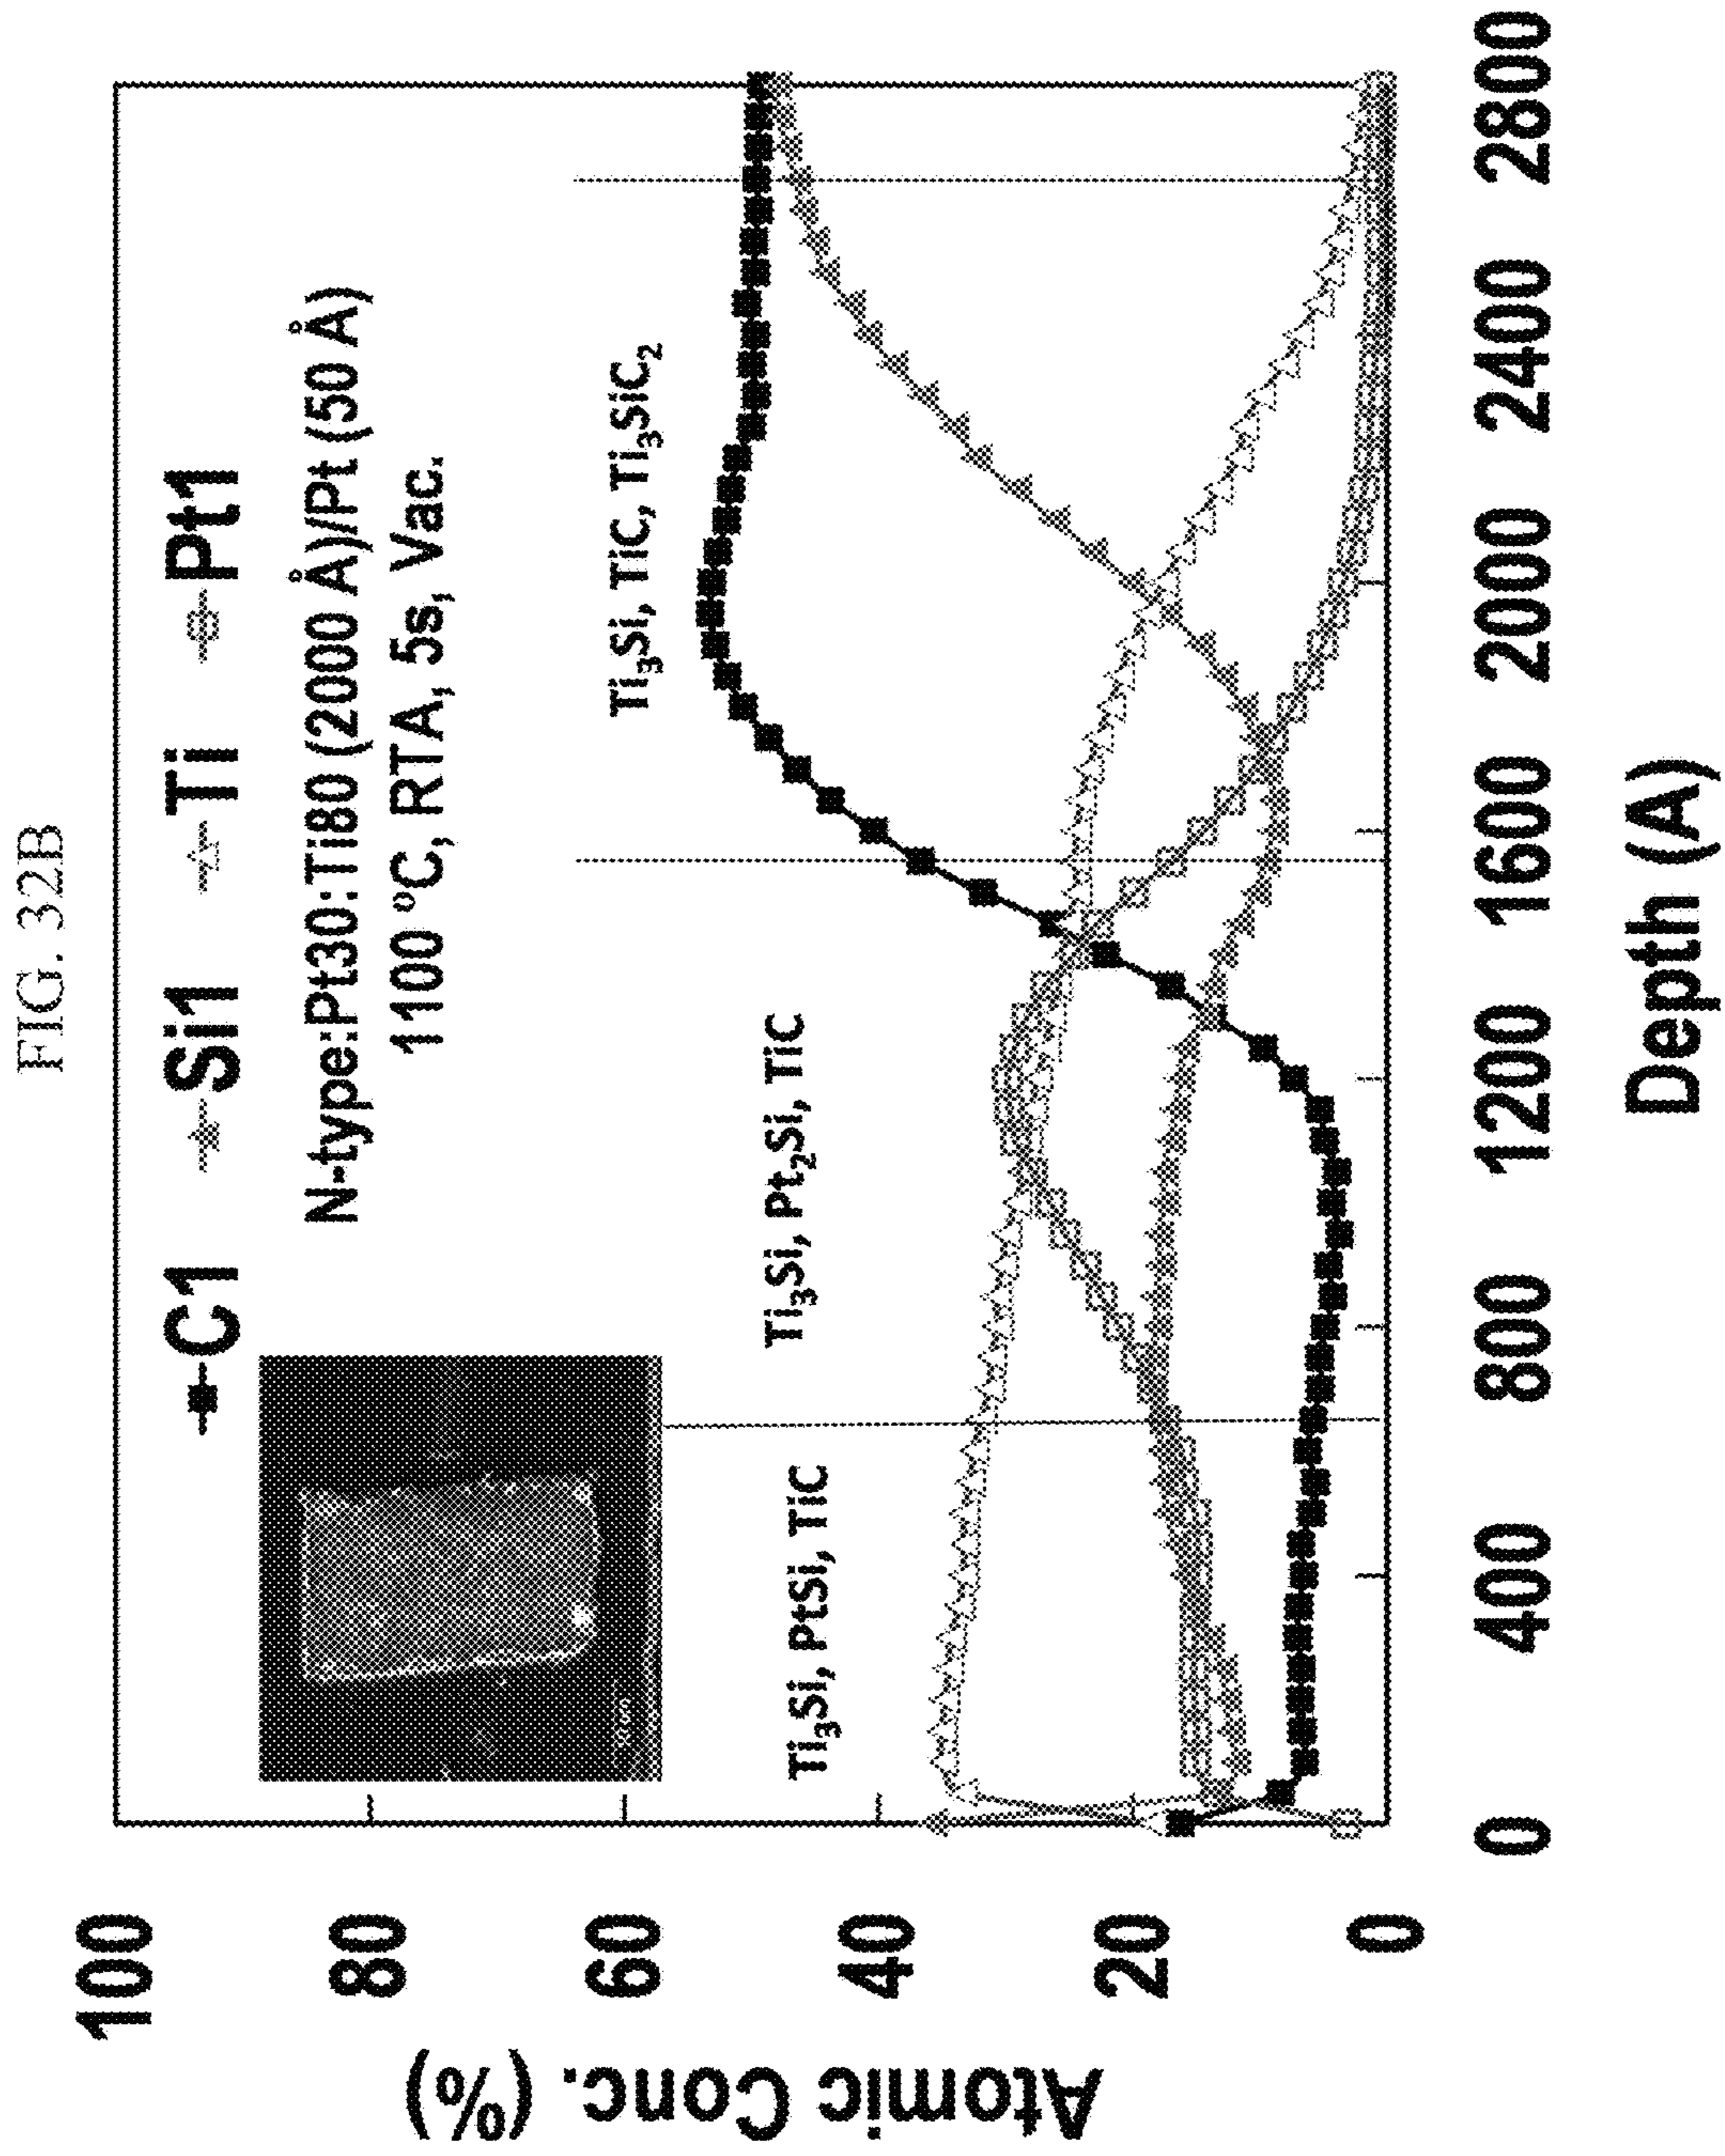 FIG. 32B
C1 Si1 Ti Pt1
N-type:Pt30:Ti80 (2000 Å)/Pt (50 Å)
1100 ºC, RTA, 5s, Vac.
Ti₃Si, TiC, Ti₃SiC₂
Ti₃Si, Pt₂Si, TiC
Ti₃Si, PtSi, TiC
Atomic Conc. (%)
100
80
60
40
20
0
0 400 800 1200 1600 2000 2400 2800
Depth (A)